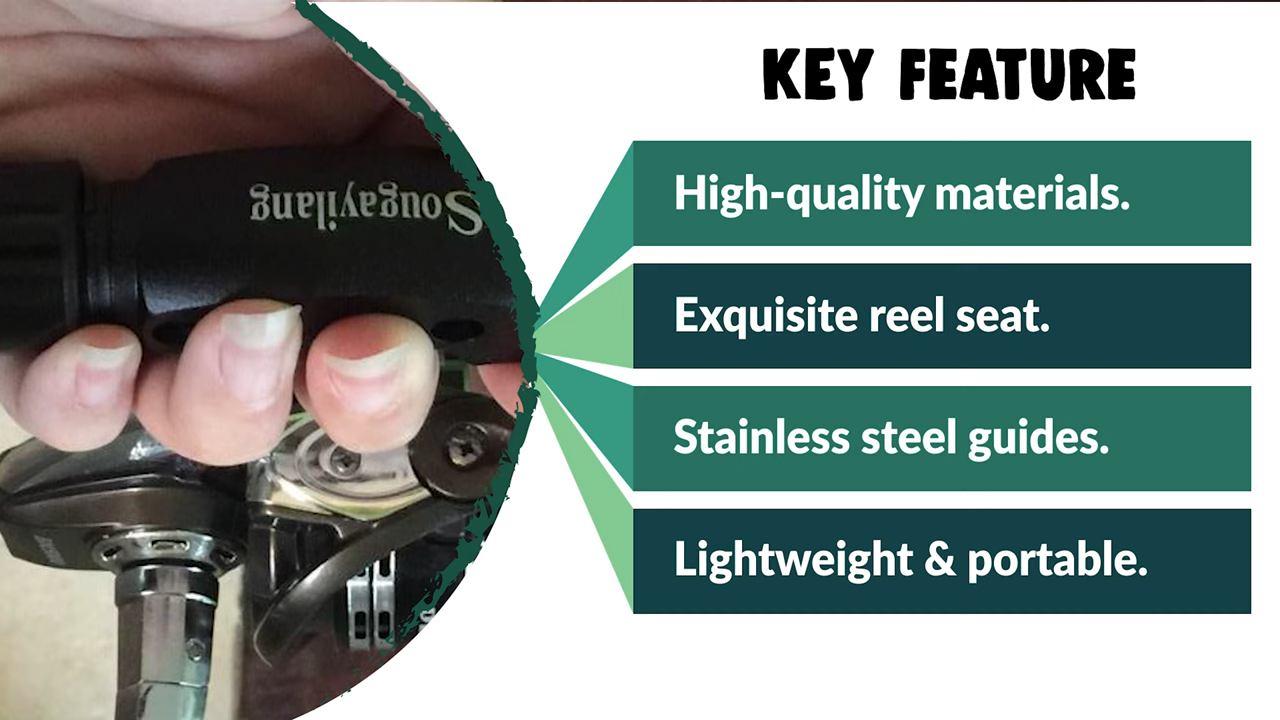 KEY FEATURE
Sougayilang
High-quality materials.
Exquisite reel seat.
Stainless steel guides.
Lightweight & portable.